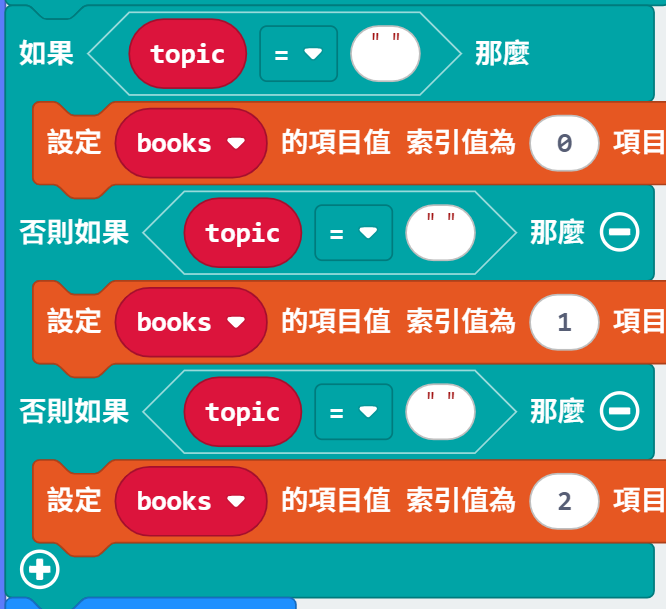 如果 topic = " " 那麼
設定 books 的項目值 索引值為 0 項目
否則如果 topic = " " 那麼
設定 books 的項目值 索引值為 1 項目
否則如果 topic = " " 那麼
設定 books 的項目值 索引值為 2 項目